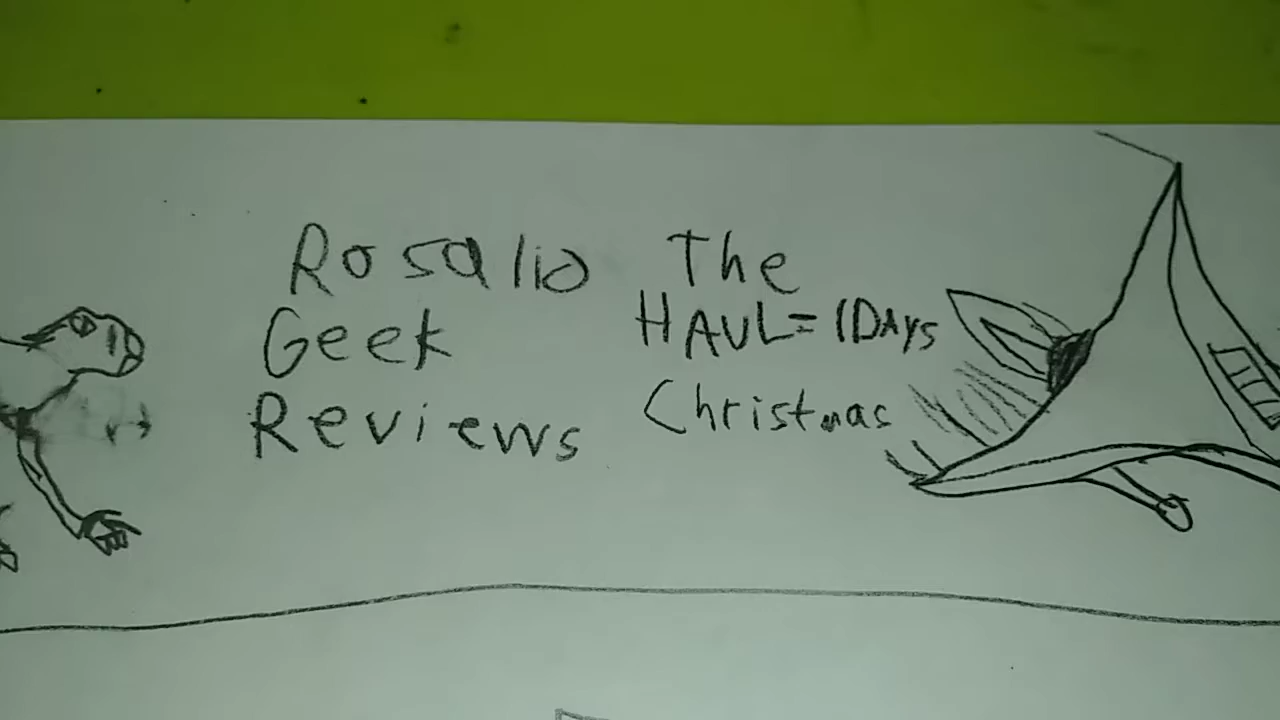 Rosalio
Geek
Reviews
The
HAUL=1DAYS
Christmas